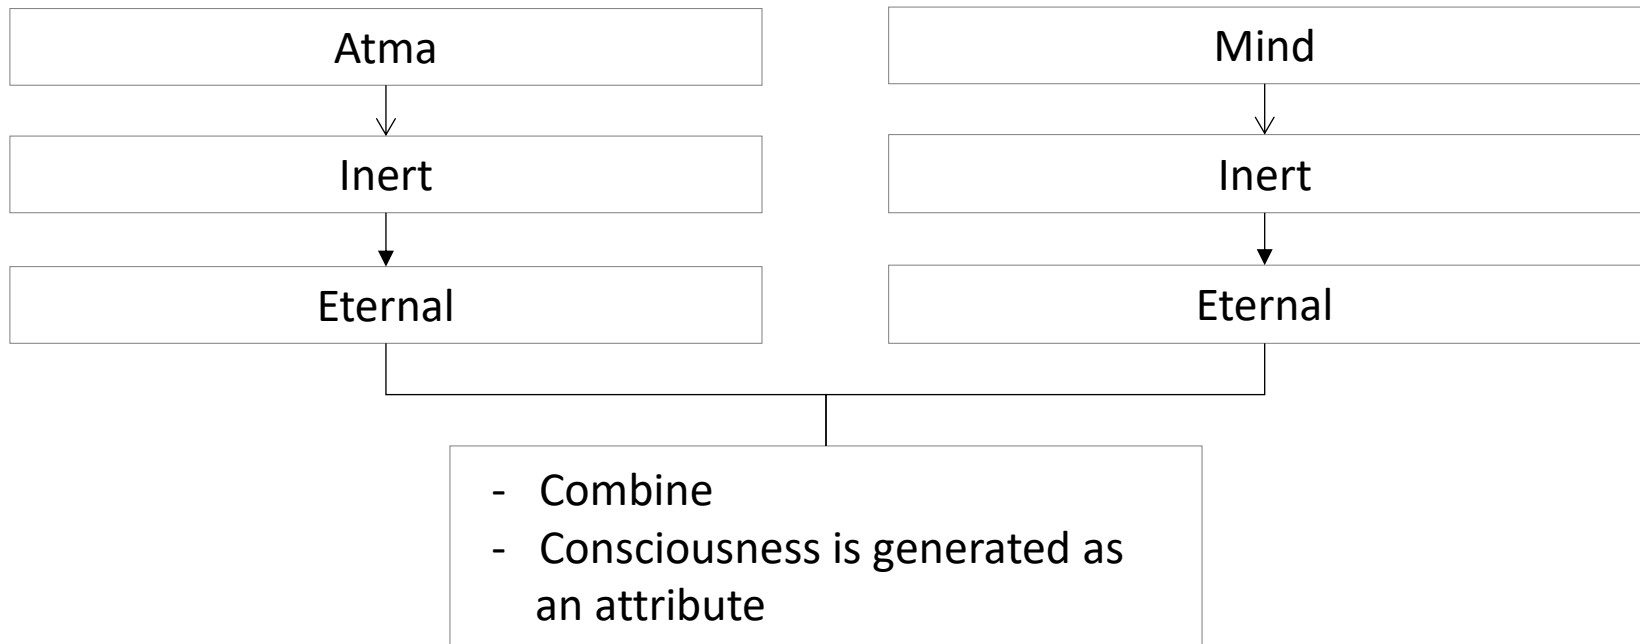 Atma
Mind
Inert
Inert
Eternal
Eternal
- Combine
- Consciousness is generated as
an attribute